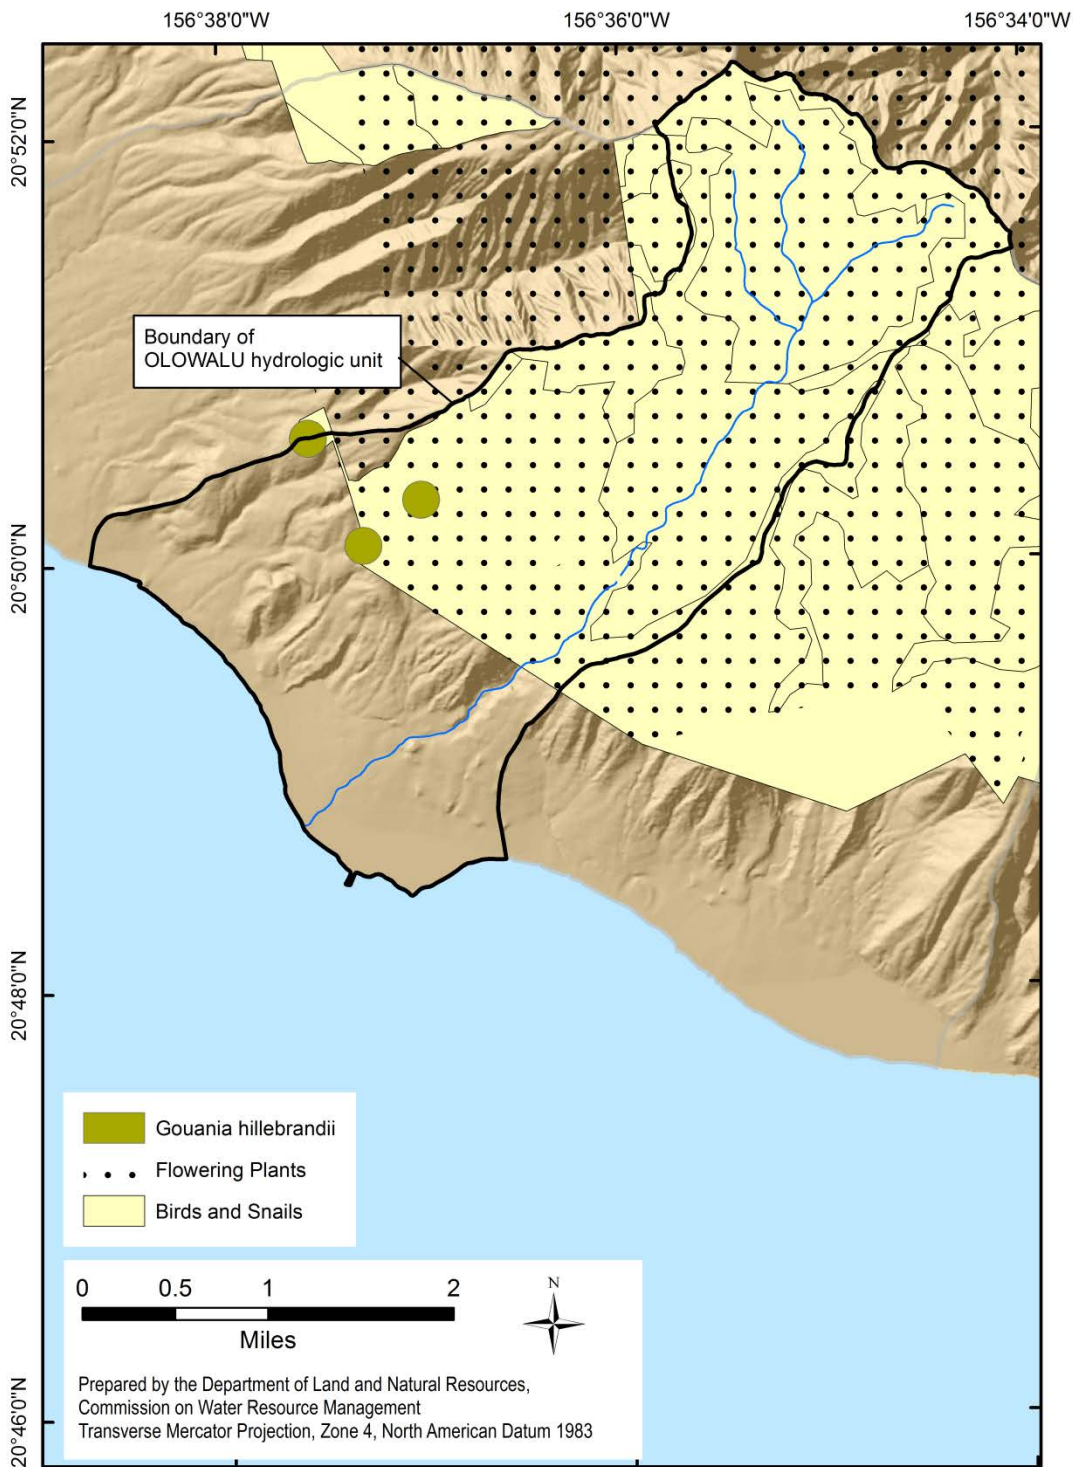 156°38'0"W
156°36'0"W
156°34'0"W
20°52'0"N
Boundary of
OLOWALU hydrologic unit
20°50'0"N
20°48'0"N
Gouania hillebrandii
Flowering Plants
Birds and Snails
0 0.5 1 2
Miles
N
Prepared by the Department of Land and Natural Resources,
Commission on Water Resource Management
Transverse Mercator Projection, Zone 4, North American Datum 1983
20°46'0"N